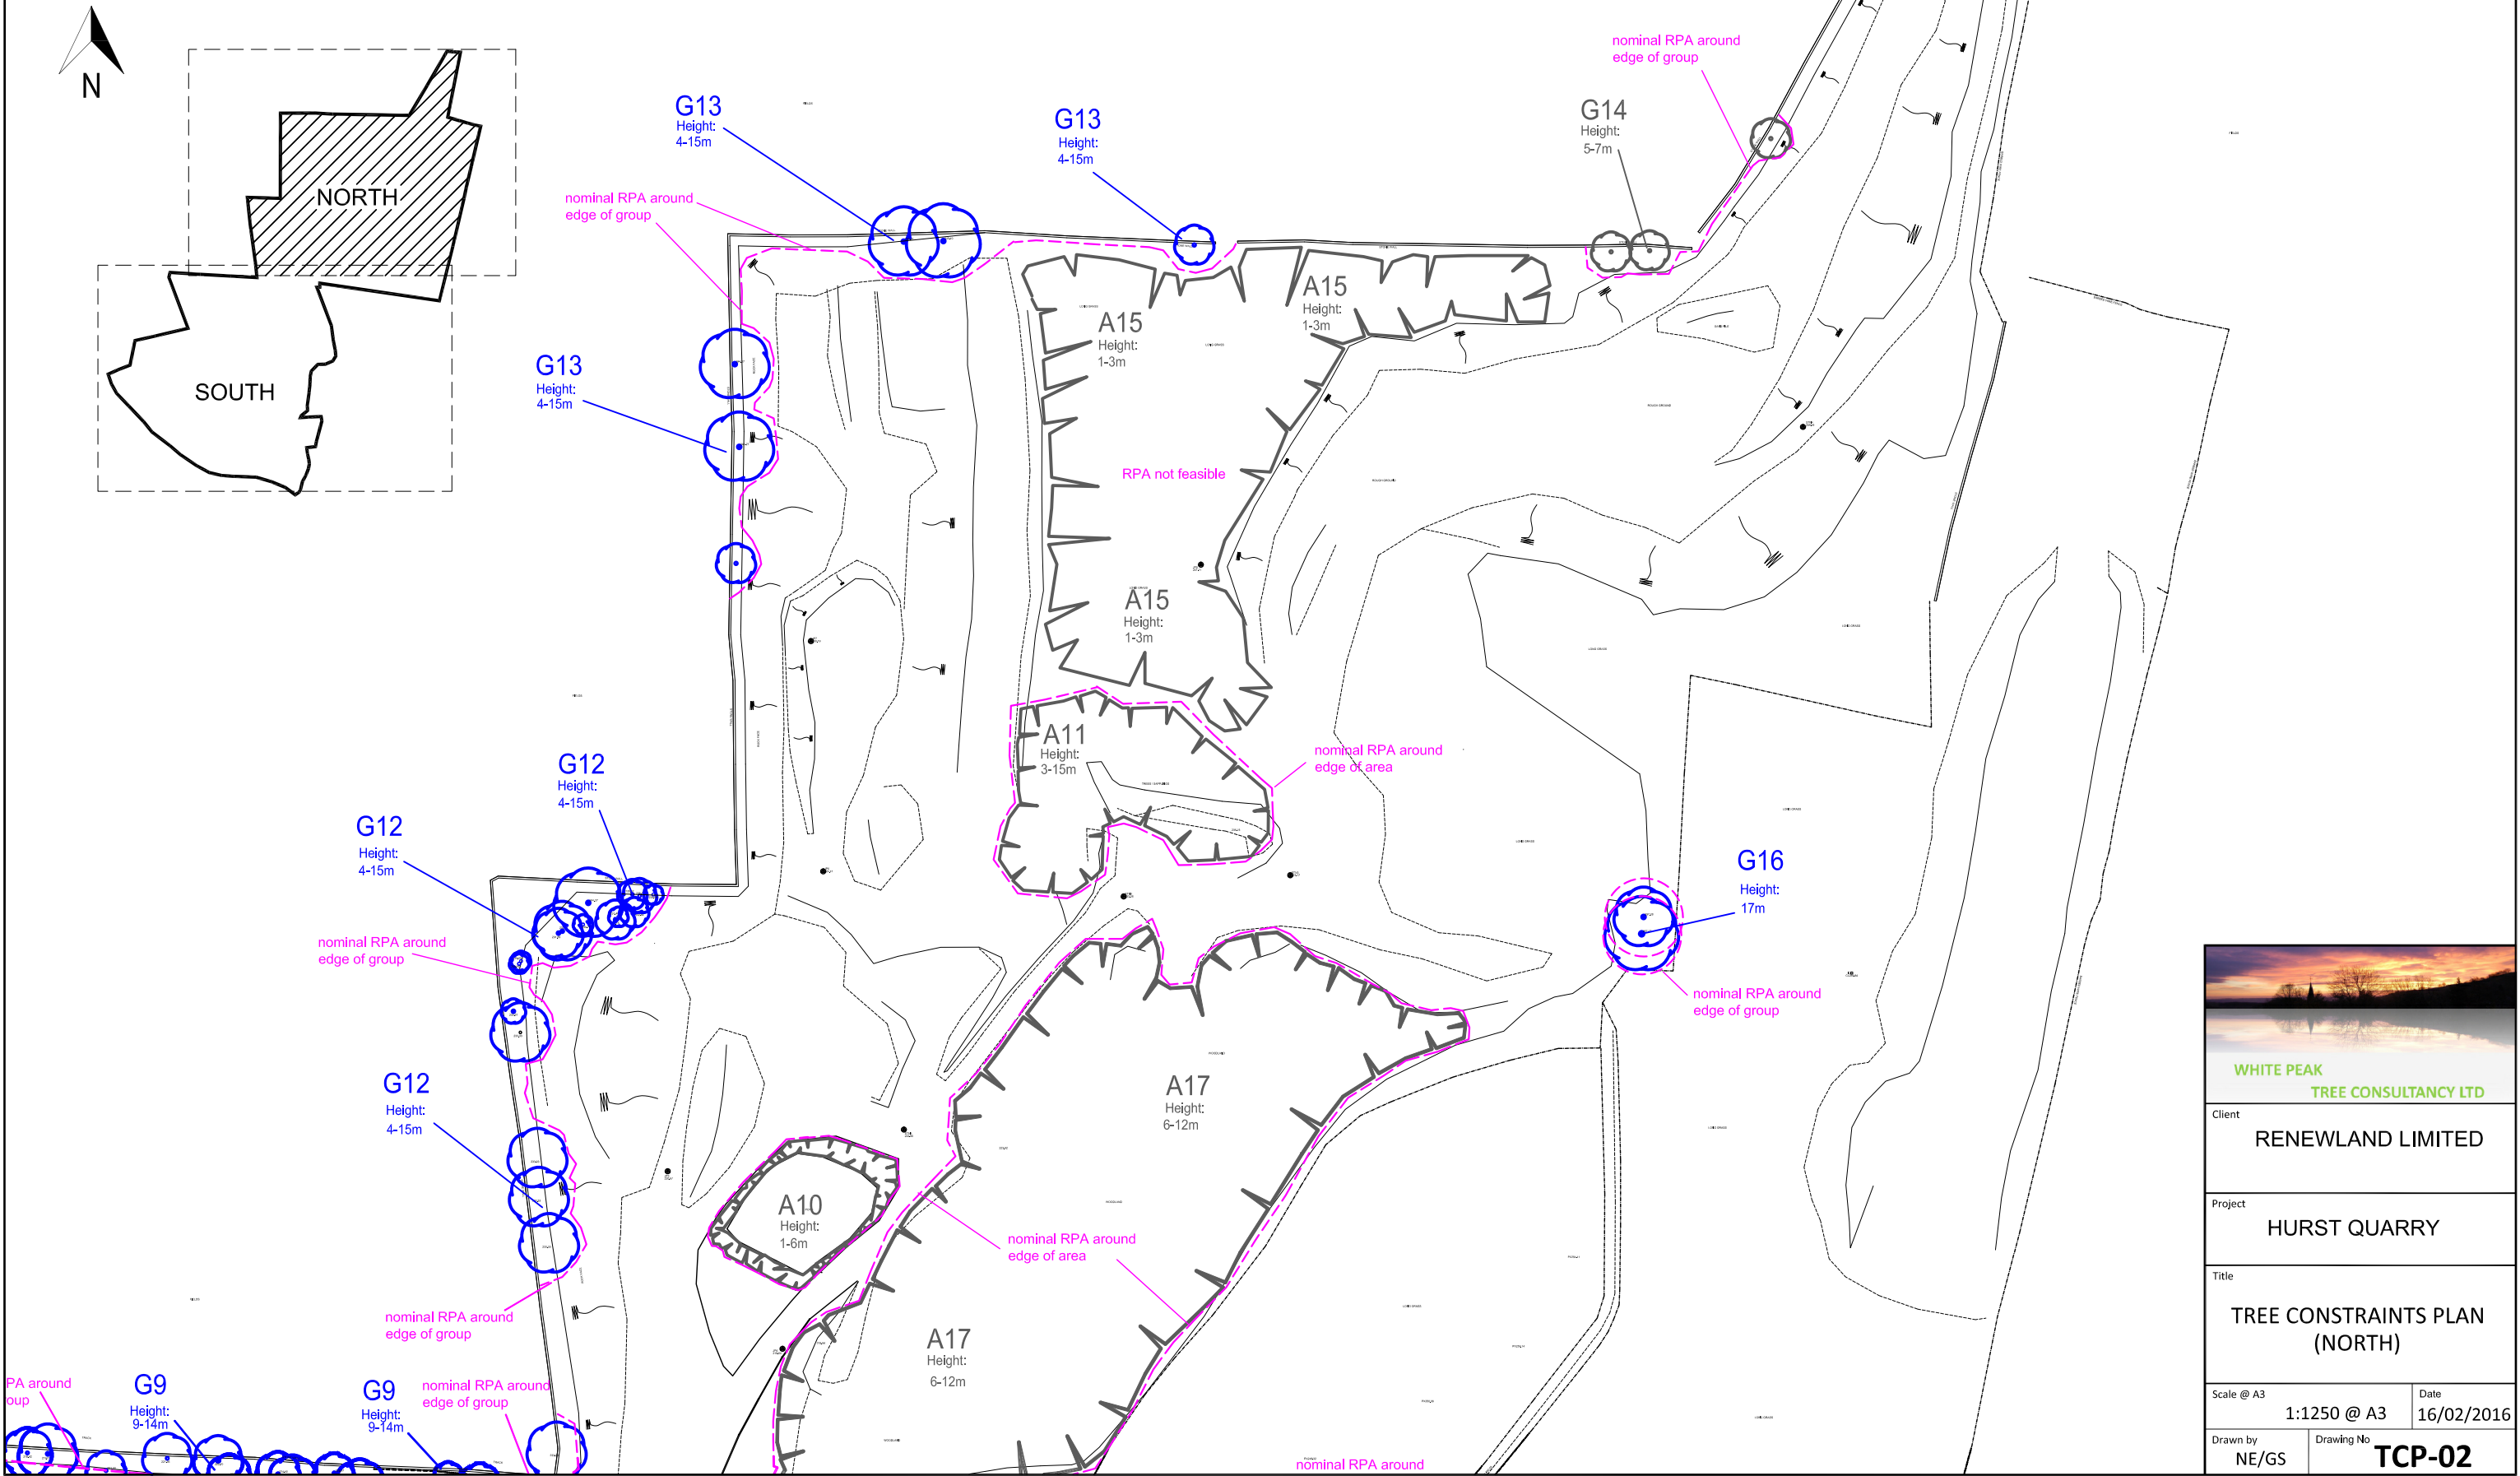 N
NORTH
SOUTH
G13
Height:
4-15m
G13
Height:
4-15m
nominal RPA around
edge of group
G14
Height:
5-7m
nominal RPA around
edge of group
G13
Height:
4-15m
A15
Height:
1-3m
A15
Height:
1-3m
RPA not feasible
A15
Height:
1-3m
A11
Height:
3-15m
nominal RPA around
edge of area
G12
Height:
4-15m
G12
Height:
4-15m
nominal RPA around
edge of group
G16
Height:
17m
nominal RPA around
edge of group
G12
Height:
4-15m
A17
Height:
6-12m
A10
Height:
1-6m
nominal RPA around
edge of area
nominal RPA around
edge of group
A17
Height:
6-12m
PA around
oup
G9
Height:
9-14m
G9
Height:
9-14m
nominal RPA around
edge of group
nominal RPA around
WHITE PEAK
TREE CONSULTANCY LTD
Client
RENEWLAND LIMITED
Project
HURST QUARRY
Title
TREE CONSTRAINTS PLAN
(NORTH)
Scale @ A3
1:1250 @ A3
Date
16/02/2016
Drawn by
NE/GS
Drawing No
TCP-02